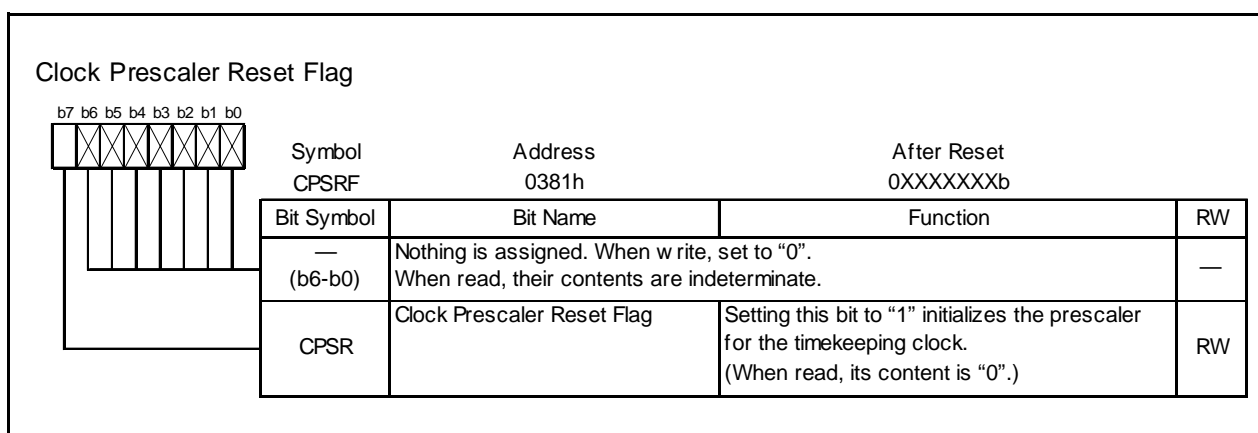 Clock Prescaler Reset Flag
b7 b6 b5 b4 b3 b2 b1 b0
Symbol Address After Reset
CPSRF 0381h 0XXXXXXXb
Bit Symbol Bit Name Function RW
— (b6-b0) Nothing is assigned. When w rite, set to “0”.
When read, their contents are indeterminate. —
CPSR Clock Prescaler Reset Flag Setting this bit to “1” initializes the prescaler
for the timekeeping clock.
(When read, its content is “0”.) RW